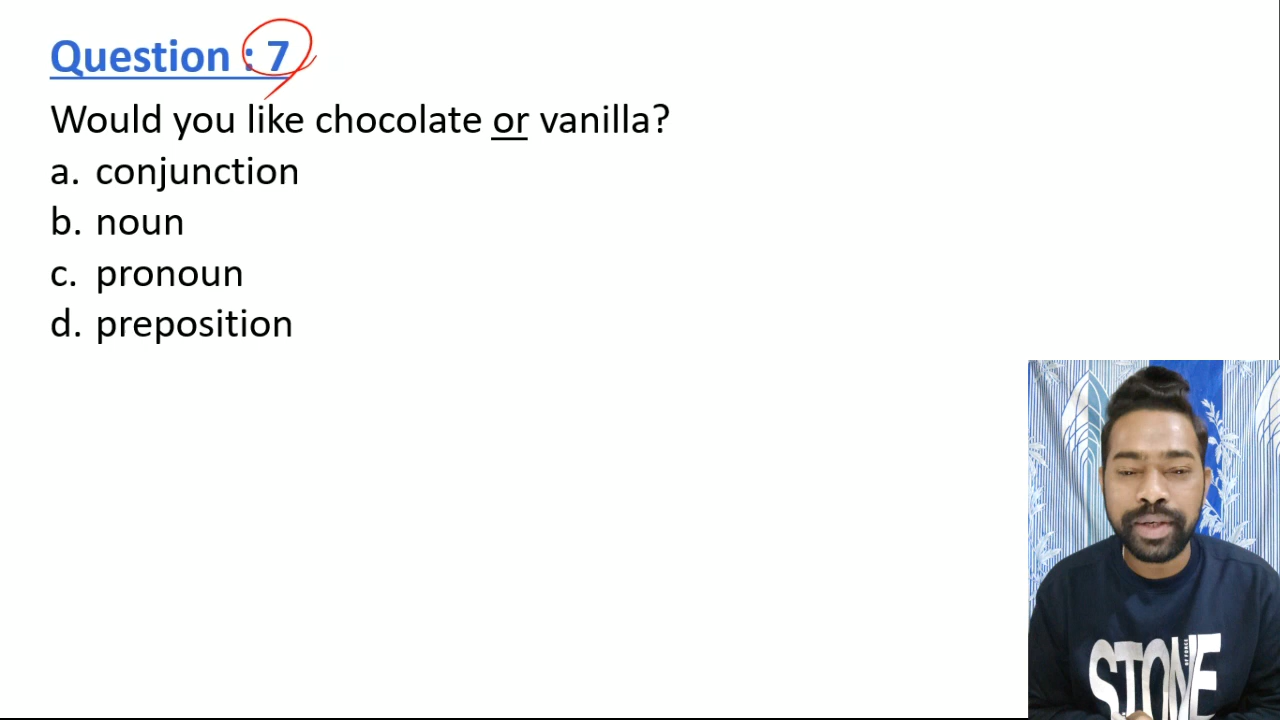 Question : 7
Would you like chocolate or vanilla?
a. conjunction
b. noun
c. pronoun
d. preposition
STONE